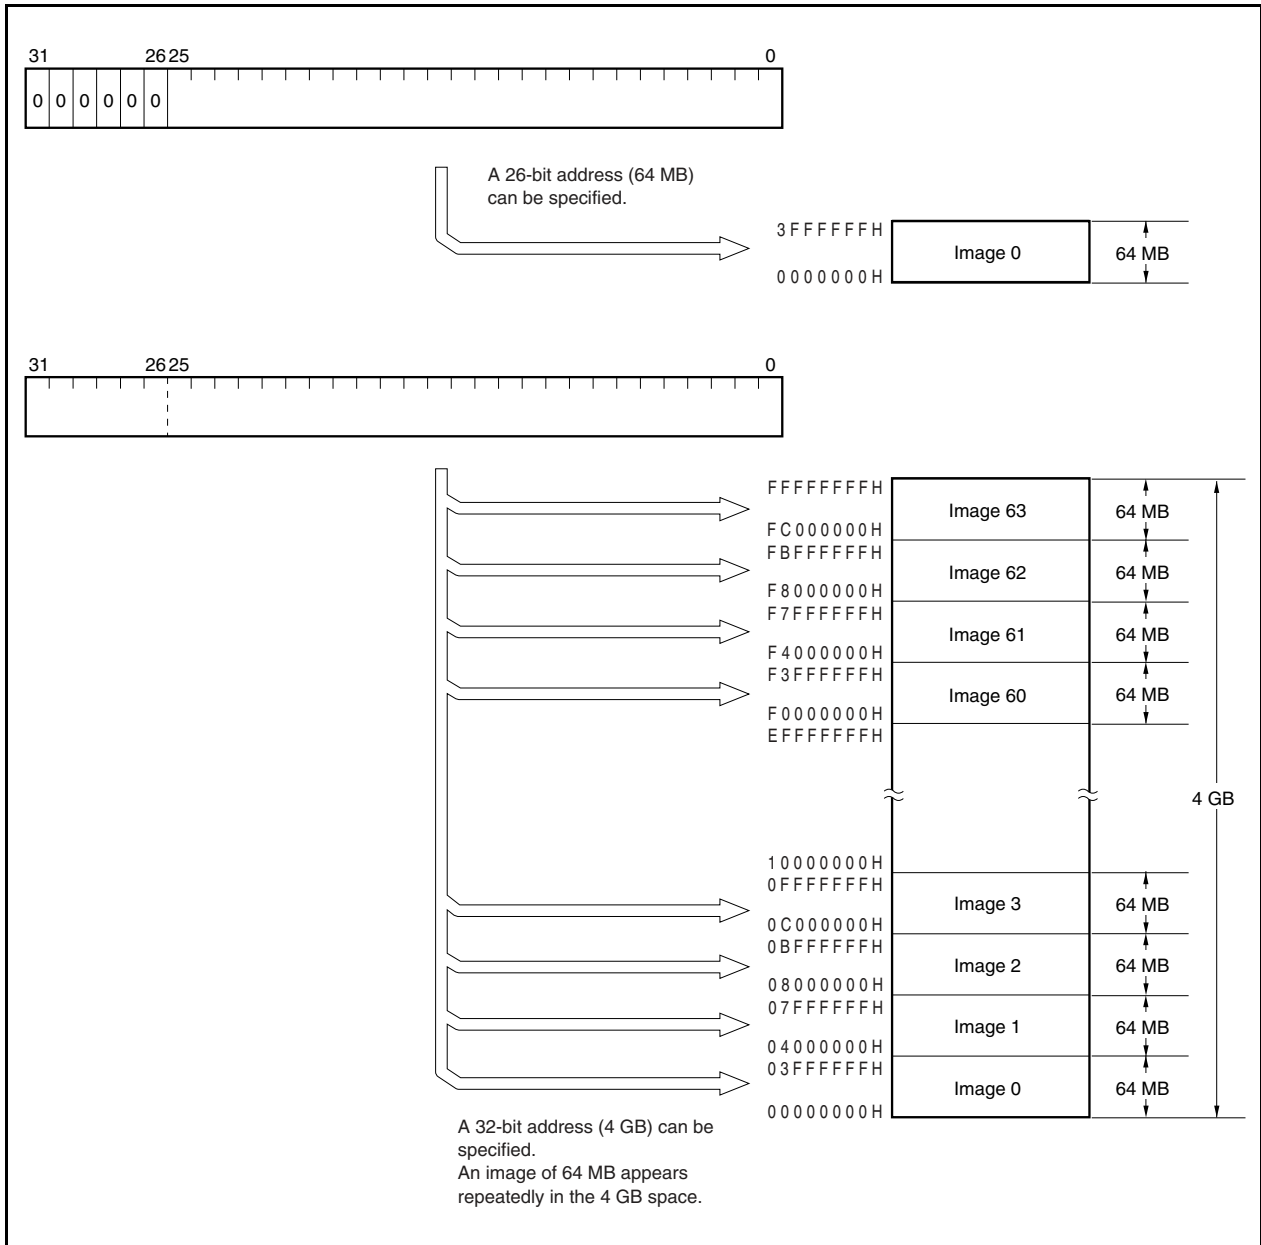 31 26 25 0
0 0 0 0 0 0
A 26-bit address (64 MB)
can be specified.
3FFFFFFH
Image 0
64 MB
0000000H
31 26 25 0
FFFFFFFFH
Image 63
64 MB
FC000000H
FBFFFFFFH
Image 62
64 MB
F8000000H
F7FFFFFFH
Image 61
64 MB
F4000000H
F3FFFFFFH
Image 60
64 MB
F0000000H
EFFFFFFFH
4 GB
10000000H
0FFFFFFFH
Image 3
64 MB
0C000000H
0BFFFFFFH
Image 2
64 MB
08000000H
07FFFFFFH
Image 1
64 MB
04000000H
03FFFFFFH
Image 0
64 MB
00000000H
A 32-bit address (4 GB) can be
specified.
An image of 64 MB appears
repeatedly in the 4 GB space.